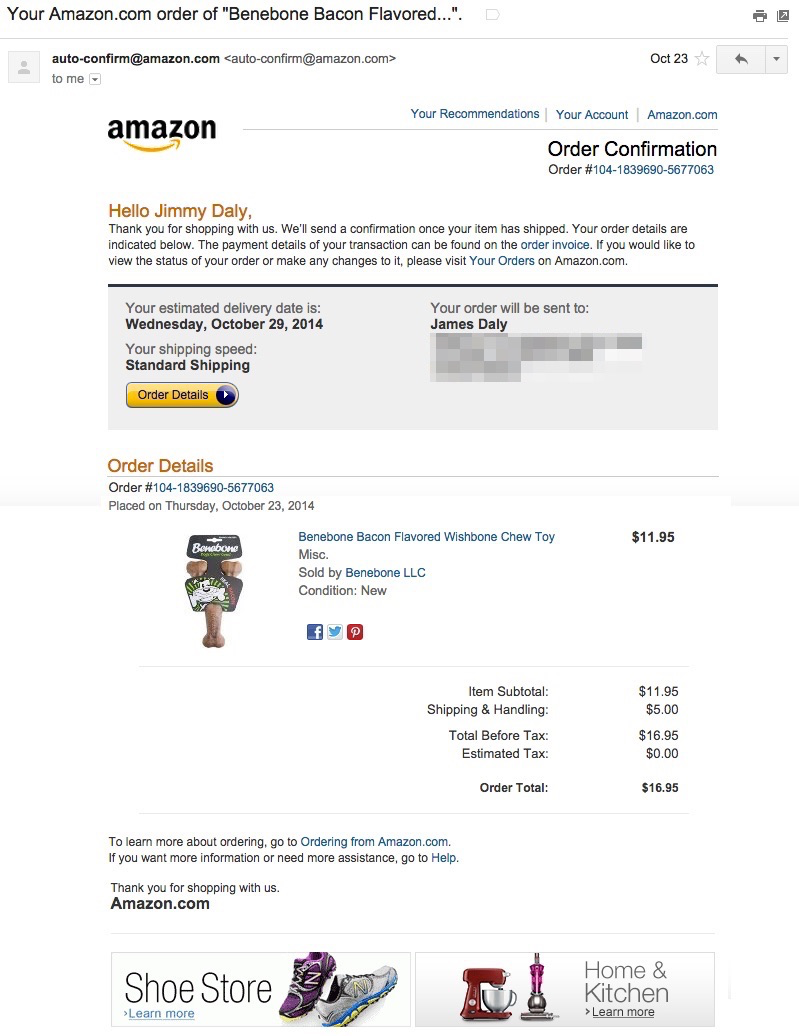 Your Amazon.com order of "Benebone Bacon Flavored...".
auto-confirm@amazon.com <auto-confirm@amazon.com>
Oct 23
to me
Your Recommendations | Your Account | Amazon.com
amazon
Order Confirmation
Order #104-1839690-5677063
Hello Jimmy Daly,
Thank you for shopping with us. We'll send a confirmation once your item has shipped. Your order details are
indicated below. The payment details of your transaction can be found on the order invoice. If you would like to
view the status of your order or make any changes to it, please visit Your Orders on Amazon.com.
Your estimated delivery date is:
Wednesday, October 29, 2014
Your shipping speed:
Standard Shipping
Order Details
Your order will be sent to:
James Daly
Order Details
Order #104-1839690-5677063
Placed on Thursday, October 23, 2014
Benebone
Benebone Bacon Flavored Wishbone Chew Toy $11.95
Misc.
Sold by Benebone LLC
Condition: New
Item Subtotal: $11.95
Shipping & Handling: $5.00
Total Before Tax: $16.95
Estimated Tax: $0.00
Order Total: $16.95
To learn more about ordering, go to Ordering from Amazon.com.
If you want more information or need more assistance, go to Help.
Thank you for shopping with us.
Amazon.com
Shoe Store
›Learn more
Home &
Kitchen
›Learn more